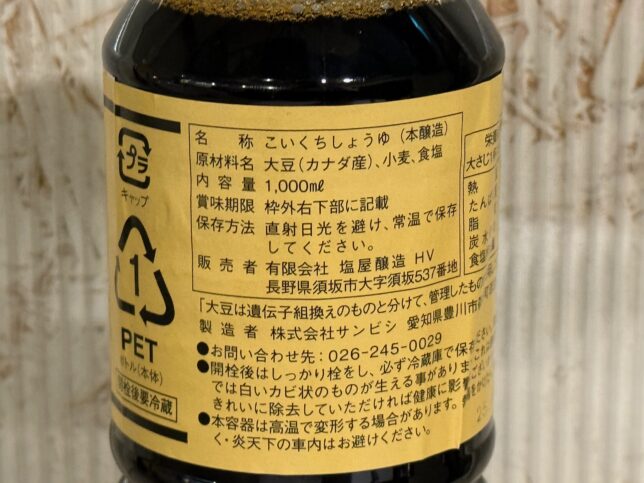 名称 こいくちしょうゆ（本醸造）
原材料名 大豆（カナダ産）、小麦、食塩
内容量 1,000mℓ
賞味期限 枠外右下部に記載
保存方法 直射日光を避け、常温で保存
してください。
販売者 有限会社 塩屋醸造 HV
長野県須坂市大字須坂537番地
「大豆は遺伝子組換えのものと分けて、管理したもの
製造者 株式会社サンビシ 愛知県豊川市
●お問い合わせ先：026-245-0029
●開栓後はしっかり栓をし、必ず冷蔵庫で保
では白いカビ状のものが生える事がありま
きれいに除去していただければ健康に影
●本容器は高温で変形する場合があります。
く・炎天下の車内はお避けください。
プラ
キャップ
1
PET
ボトル（本体）
開栓後要冷蔵
栄養
大さじ1
熱
たんぱ
脂
炭水
食塩